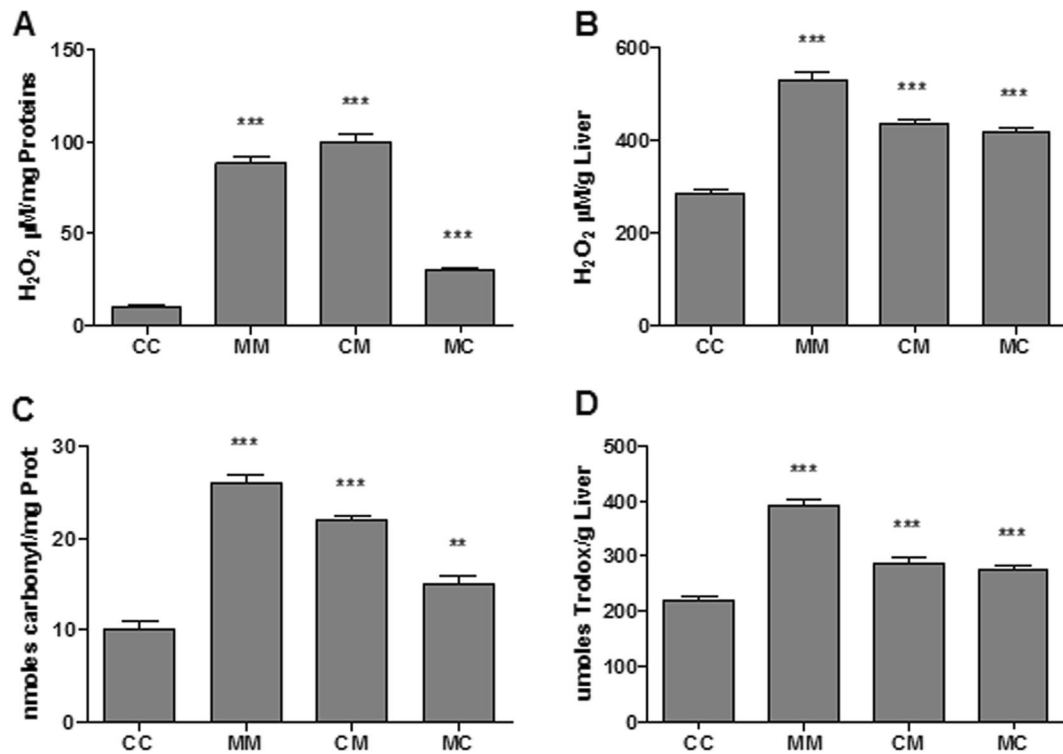 A
H₂O₂ µM/mg Proteins
150
100
50
0
***
***
***
CC MM CM MC
B
H₂O₂ µM/g Liver
600
400
200
0
***
***
***
CC MM CM MC
C
nmoles carbonyl/mg Prot
30
20
10
0
***
***
**
CC MM CM MC
D
umoles Trolox/g Liver
500
400
300
200
100
0
***
***
***
CC MM CM MC